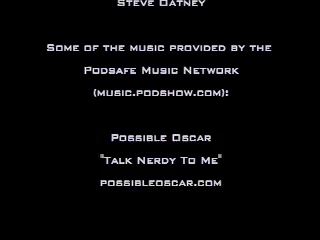 Steve Oatney
Some of the music provided by the
Podsafe Music Network
(music.podshow.com):
Possible Oscar
"Talk Nerdy To Me"
possibleoscar.com